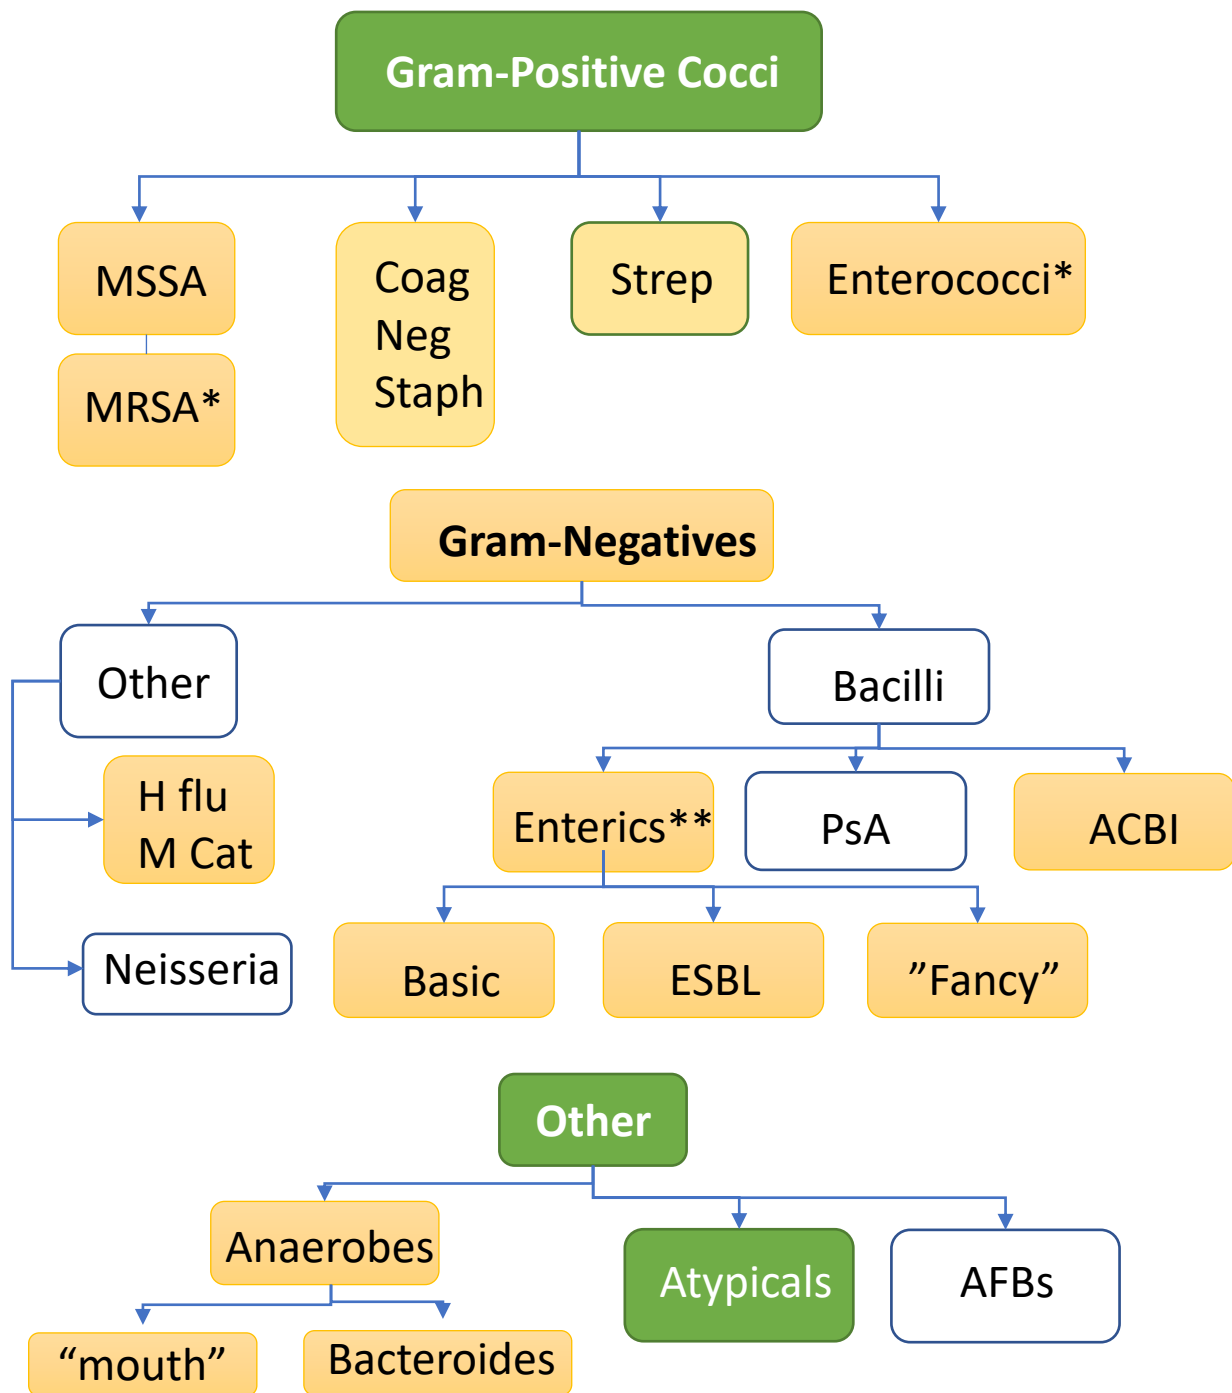 Gram-Positive Cocci
MSSA
MRSA*
Coag
Neg
Staph
Strep
Enterococci*
Gram-Negatives
Other
Bacilli
H flu
M Cat
Neisseria
Enterics**
PsA
ACBI
Basic
ESBL
”Fancy”
Other
Anaerobes
Atypicals
AFBs
“mouth”
Bacteroides